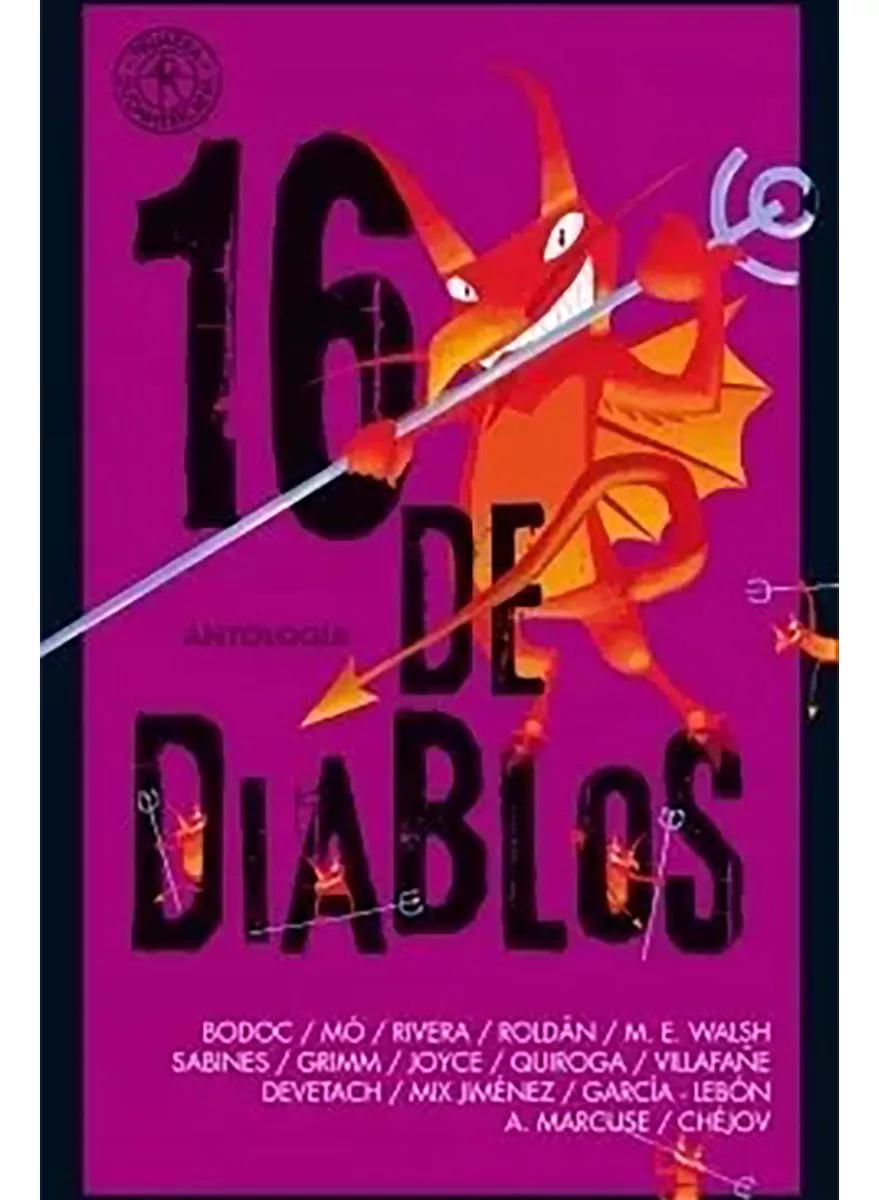 16
DE
ANTOLOGÍA
DIABLOS
BODOC / MÓ / RIVERA / ROLDÁN / M. E. WALSH
SABINES / GRIMM / JOYCE / QUIROGA / VILLAFAÑE
DEVETACH / MIX JIMÉNEZ / GARCÍA - LEBÓN
A. MARCUSE / CHÉJOV